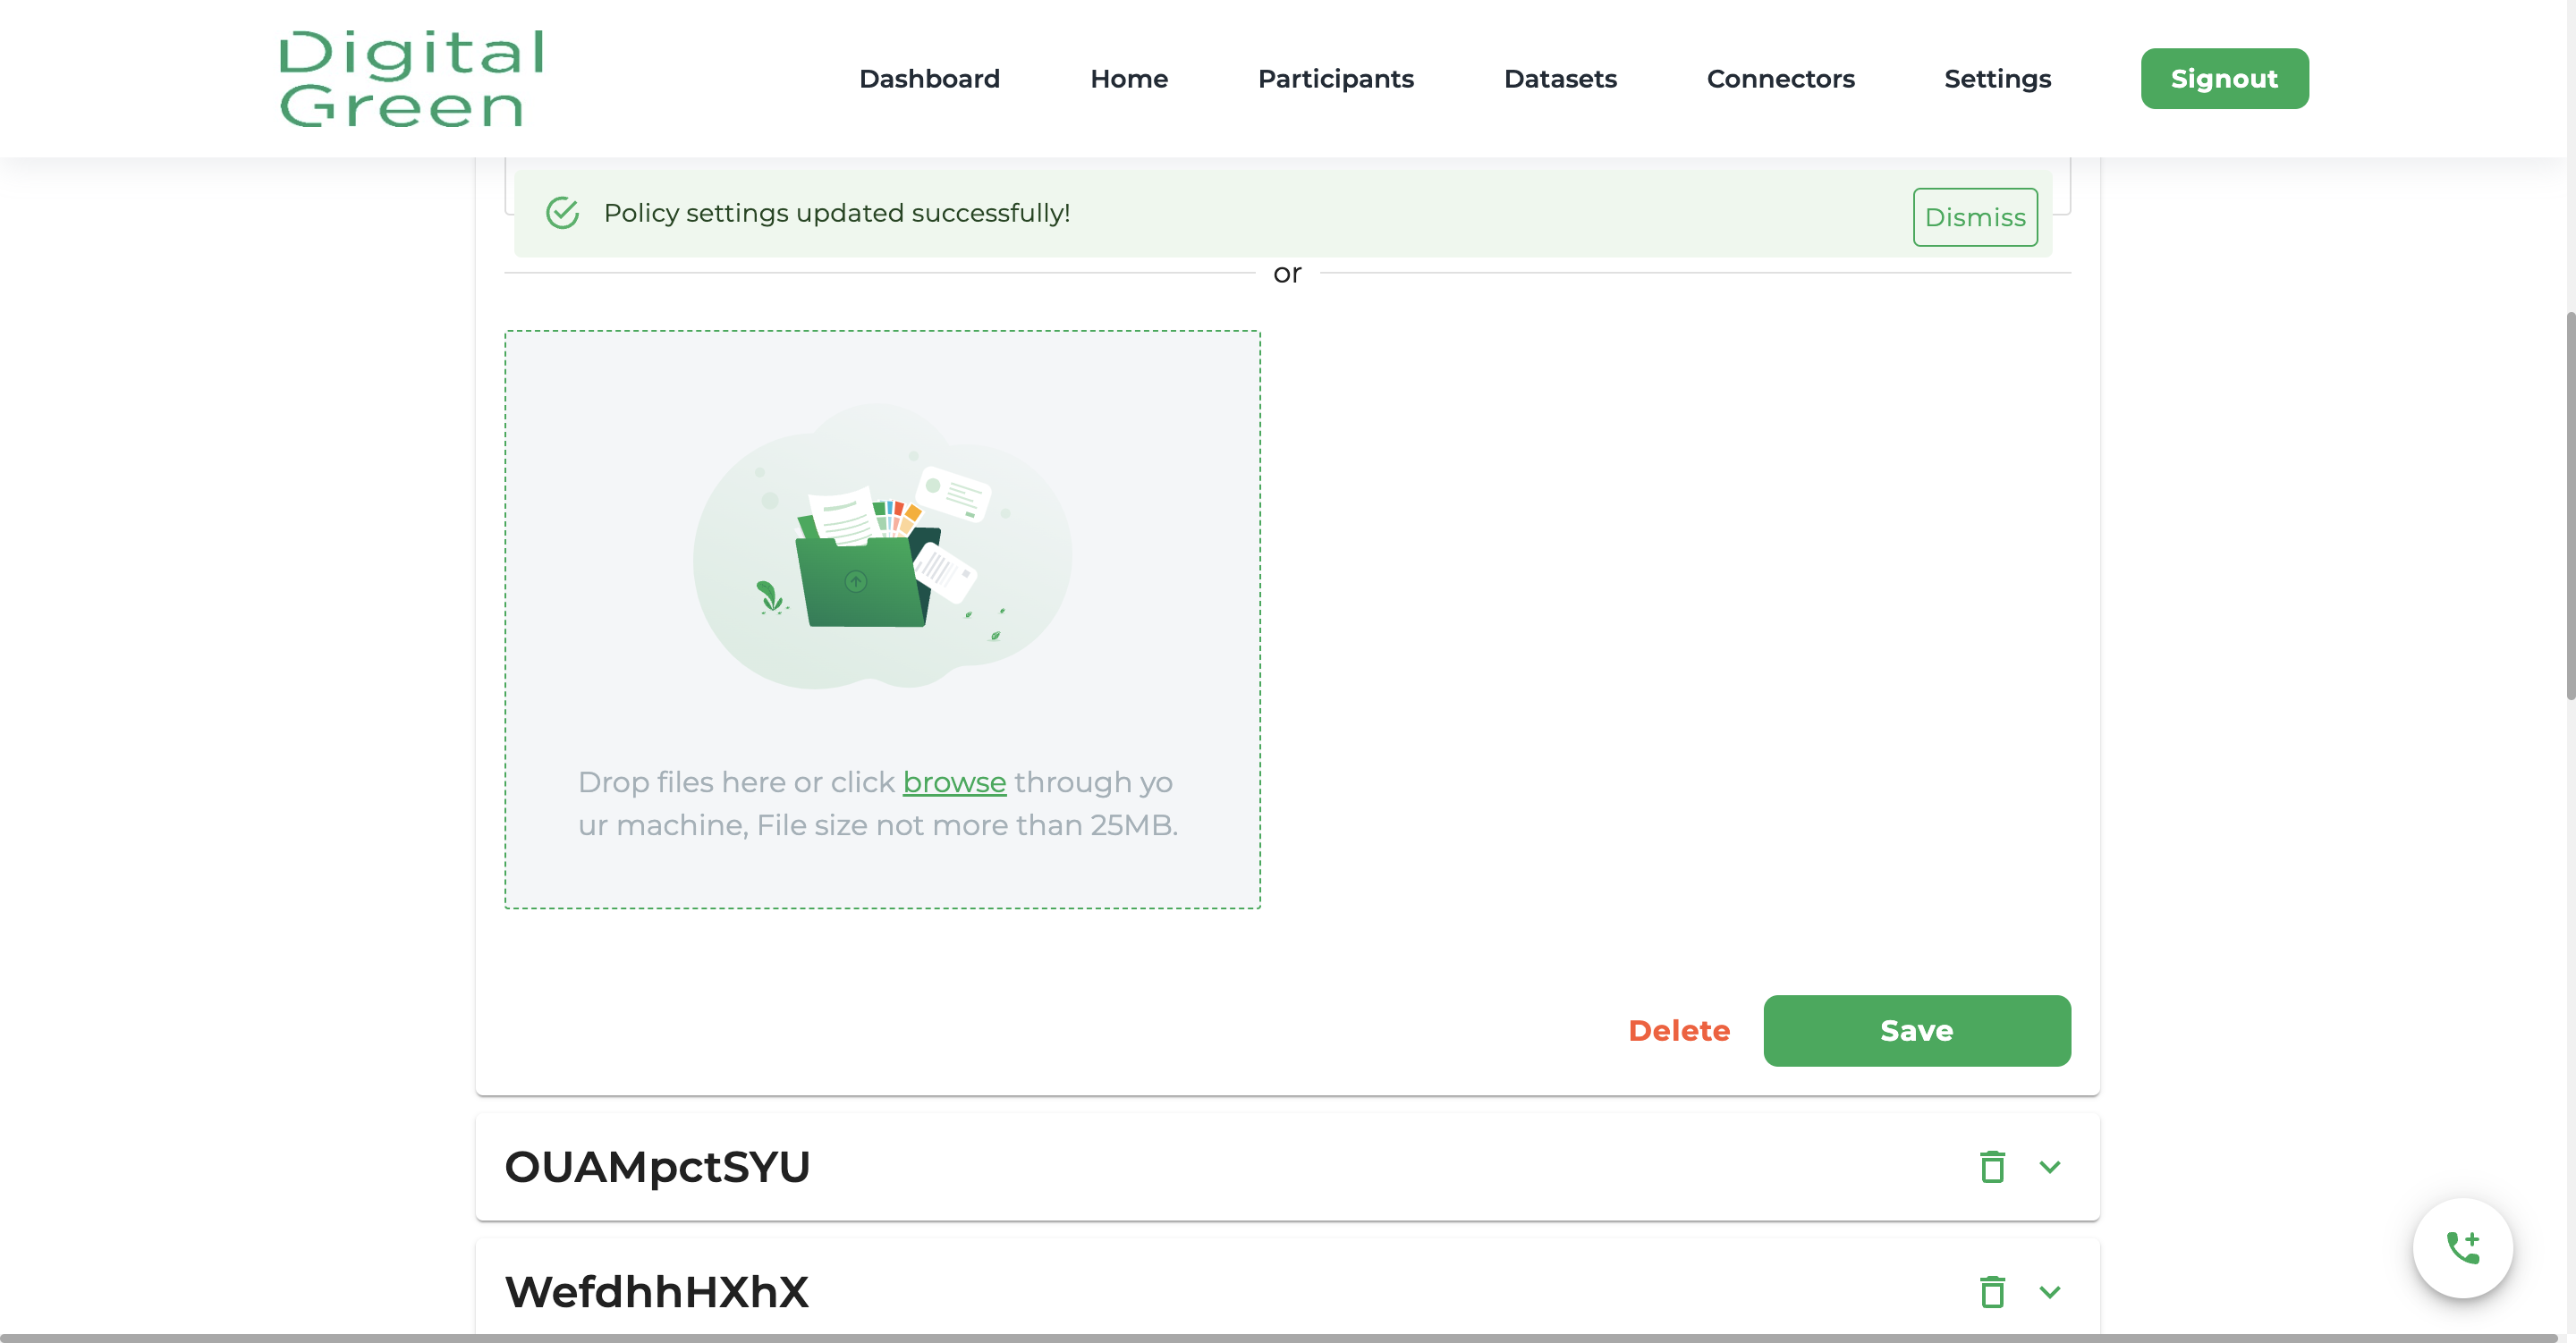 Digital
Green
Dashboard Home Participants Datasets Connectors Settings Signout
Policy settings updated successfully! Dismiss
or
Drop files here or click browse through yo
ur machine, File size not more than 25MB.
Delete Save
OUAMpctSYU
WefdhhHXhX